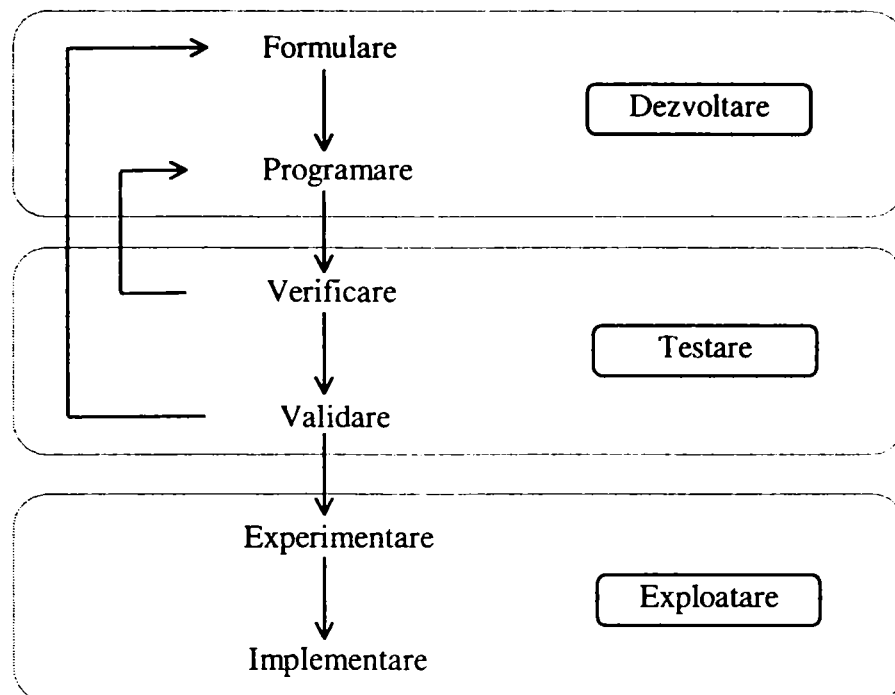 Formulare
Dezvoltare
Programare
Verificare
Testare
Validare
Experimentare
Exploatare
Implementare